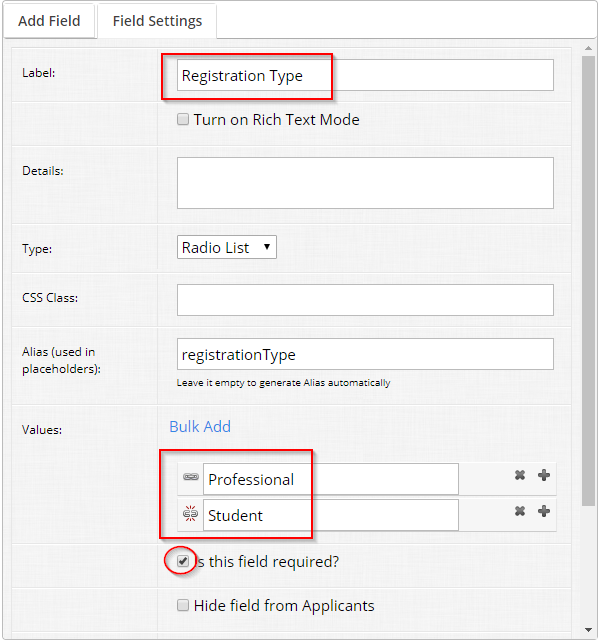 Add Field
Field Settings
Label:
Registration Type
Turn on Rich Text Mode
Details:
Type:
Radio List
CSS Class:
Alias (used in
placeholders):
registrationType
Leave it empty to generate Alias automatically
Values:
Bulk Add
Professional
Student
Is this field required?
Hide field from Applicants